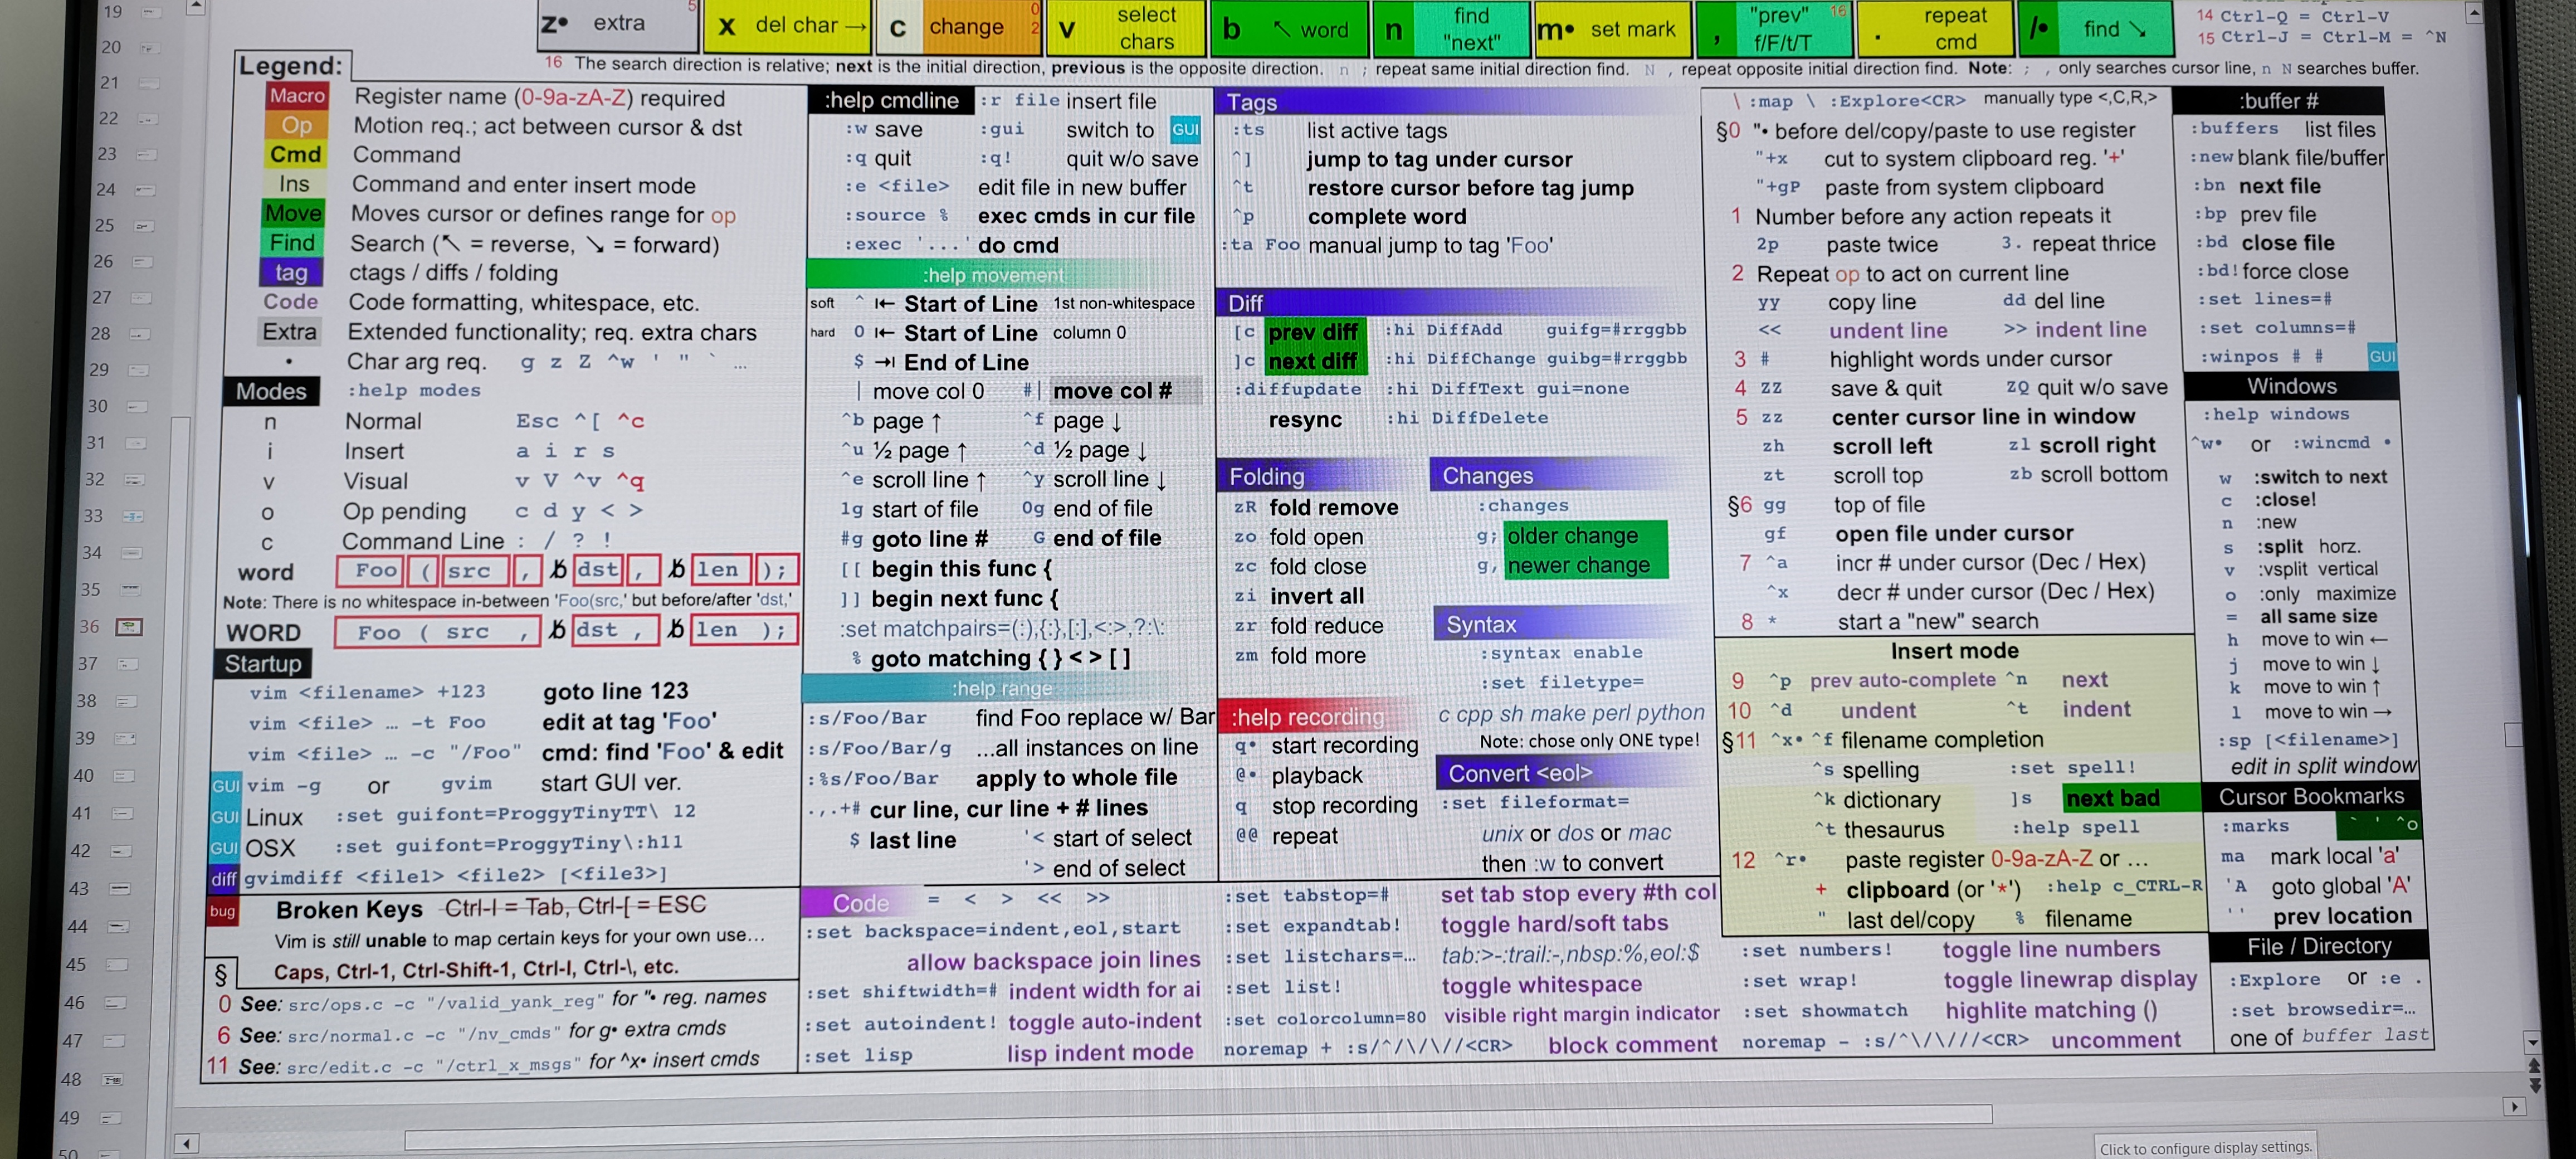 z• extra 5
x del char →
c change 0 2
v select chars
b ↖ word
n find "next"
m• set mark
, "prev" f/F/t/T 16
. repeat cmd
/• find ↘
14 Ctrl-Q = Ctrl-V
15 Ctrl-J = Ctrl-M = ^N
16 The search direction is relative; next is the initial direction, previous is the opposite direction. n ; repeat same initial direction find. N , repeat opposite initial direction find. Note: ; , only searches cursor line, n N searches buffer.
Legend:
Macro Register name (0-9a-zA-Z) required
Op Motion req.; act between cursor & dst
Cmd Command
Ins Command and enter insert mode
Move Moves cursor or defines range for op
Find Search (↖ = reverse, ↘ = forward)
tag ctags / diffs / folding
Code Code formatting, whitespace, etc.
Extra Extended functionality; req. extra chars
• Char arg req. g z Z ^w ' " ` ...
Modes :help modes
n Normal Esc ^[ ^c
i Insert a i r s
v Visual v V ^v ^q
o Op pending c d y < >
c Command Line : / ? !
word Foo ( src , ␢ dst , ␢ len );
Note: There is no whitespace in-between 'Foo(src,' but before/after 'dst,'
WORD Foo ( src , ␢ dst , ␢ len );
Startup
vim <filename> +123 goto line 123
vim <file> … -t Foo edit at tag 'Foo'
vim <file> … -c "/Foo" cmd: find 'Foo' & edit
GUI vim -g or gvim start GUI ver.
GUI Linux :set guifont=ProggyTinyTT\ 12
GUI OSX :set guifont=ProggyTiny\:h11
diff gvimdiff <file1> <file2> [<file3>]
bug Broken Keys Ctrl-I = Tab, Ctrl-[ = ESC
Vim is still unable to map certain keys for your own use…
Caps, Ctrl-1, Ctrl-Shift-1, Ctrl-I, Ctrl-\, etc.
§
0 See: src/ops.c -c "/valid_yank_reg" for "• reg. names
6 See: src/normal.c -c "/nv_cmds" for g• extra cmds
11 See: src/edit.c -c "/ctrl_x_msgs" for ^x• insert cmds
:help cmdline :r file insert file
:w save :gui switch to GUI
:q quit :q! quit w/o save
:e <file> edit file in new buffer
:source % exec cmds in cur file
:exec '...' do cmd
:help movement
soft ^ |← Start of Line 1st non-whitespace
hard 0 |← Start of Line column 0
$ →| End of Line
| move col 0 #| move col #
^b page ↑ ^f page ↓
^u ½ page ↑ ^d ½ page ↓
^e scroll line ↑ ^y scroll line ↓
1g start of file 0g end of file
#g goto line # G end of file
[[ begin this func {
]] begin next func {
:set matchpairs=(:),{:},[:],<:>,?:\:
% goto matching { } < > [ ]
:help range
:s/Foo/Bar find Foo replace w/ Bar
:s/Foo/Bar/g ...all instances on line
:%s/Foo/Bar apply to whole file
.,.+# cur line, cur line + # lines
$ last line '< start of select
'> end of select
Tags
:ts list active tags
^] jump to tag under cursor
^t restore cursor before tag jump
^p complete word
:ta Foo manual jump to tag 'Foo'
Diff
[c prev diff :hi DiffAdd guifg=#rrggbb
]c next diff :hi DiffChange guibg=#rrggbb
:diffupdate :hi DiffText gui=none
resync :hi DiffDelete
Folding
zR fold remove
zo fold open
zc fold close
zi invert all
zr fold reduce
zm fold more
Changes
:changes
g; older change
g, newer change
Syntax
:syntax enable
:set filetype=
c cpp sh make perl python
Note: chose only ONE type!
:help recording
q• start recording
@• playback
q stop recording
@@ repeat
Convert <eol>
:set fileformat=
unix or dos or mac
then :w to convert
Code = < > << >>
:set backspace=indent,eol,start
allow backspace join lines
:set shiftwidth=# indent width for ai
:set autoindent! toggle auto-indent
:set lisp lisp indent mode
:set tabstop=# set tab stop every #th col
:set expandtab! toggle hard/soft tabs
:set listchars=… tab:>-:trail:-,nbsp:%,eol:$
:set list! toggle whitespace
:set colorcolumn=80 visible right margin indicator
noremap + :s/^/\/\//<CR> block comment
\ :map \ :Explore<CR> manually type <,C,R,>
§0 "• before del/copy/paste to use register
"+x cut to system clipboard reg. '+'
"+gP paste from system clipboard
1 Number before any action repeats it
2p paste twice 3. repeat thrice
2 Repeat op to act on current line
yy copy line dd del line
<< undent line >> indent line
3 # highlight words under cursor
4 ZZ save & quit ZQ quit w/o save
5 zz center cursor line in window
zh scroll left zl scroll right
zt scroll top zb scroll bottom
§6 gg top of file
gf open file under cursor
7 ^a incr # under cursor (Dec / Hex)
^x decr # under cursor (Dec / Hex)
8 * start a "new" search
Insert mode
9 ^p prev auto-complete ^n next
10 ^d undent ^t indent
§11 ^x• ^f filename completion
^s spelling :set spell!
^k dictionary ]s next bad
^t thesaurus :help spell
12 ^r• paste register 0-9a-zA-Z or …
+ clipboard (or '*') :help c_CTRL-R
" last del/copy % filename
:set numbers! toggle line numbers
:set wrap! toggle linewrap display
:set showmatch highlite matching ()
noremap - :s/^\/\///<CR> uncomment
:buffer #
:buffers list files
:new blank file/buffer
:bn next file
:bp prev file
:bd close file
:bd! force close
:set lines=#
:set columns=#
:winpos # # GUI
Windows
:help windows
^w• or :wincmd •
w :switch to next
c :close!
n :new
s :split horz.
v :vsplit vertical
o :only maximize
= all same size
h move to win ←
j move to win ↓
k move to win ↑
l move to win →
:sp [<filename>]
edit in split window
Cursor Bookmarks
:marks ` ' ^o
ma mark local 'a'
'A goto global 'A'
'' prev location
File / Directory
:Explore or :e .
:set browsedir=…
one of buffer last
19
20
21
22
23
24
25
26
27
28
29
30
31
32
33
34
35
36
37
38
39
40
41
42
43
44
45
46
47
48
49
50
Click to configure display settings.